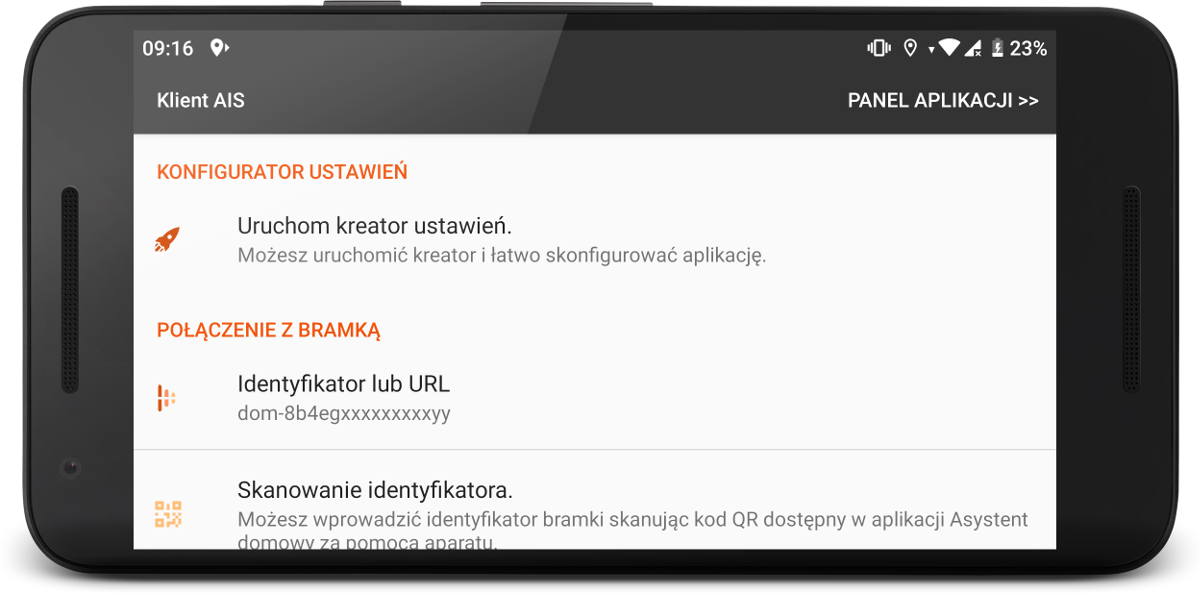 09:16 23%
Klient AIS PANEL APLIKACJI >>
KONFIGURATOR USTAWIEŃ
Uruchom kreator ustawień.
Możesz uruchomić kreator i łatwo skonfigurować aplikację.
POŁĄCZENIE Z BRAMKĄ
Identyfikator lub URL
dom-8b4egxxxxxxxxxyy
Skanowanie identyfikatora.
Możesz wprowadzić identyfikator bramki skanując kod QR dostępny w aplikacji Asystent
domowy za pomocą aparatu.